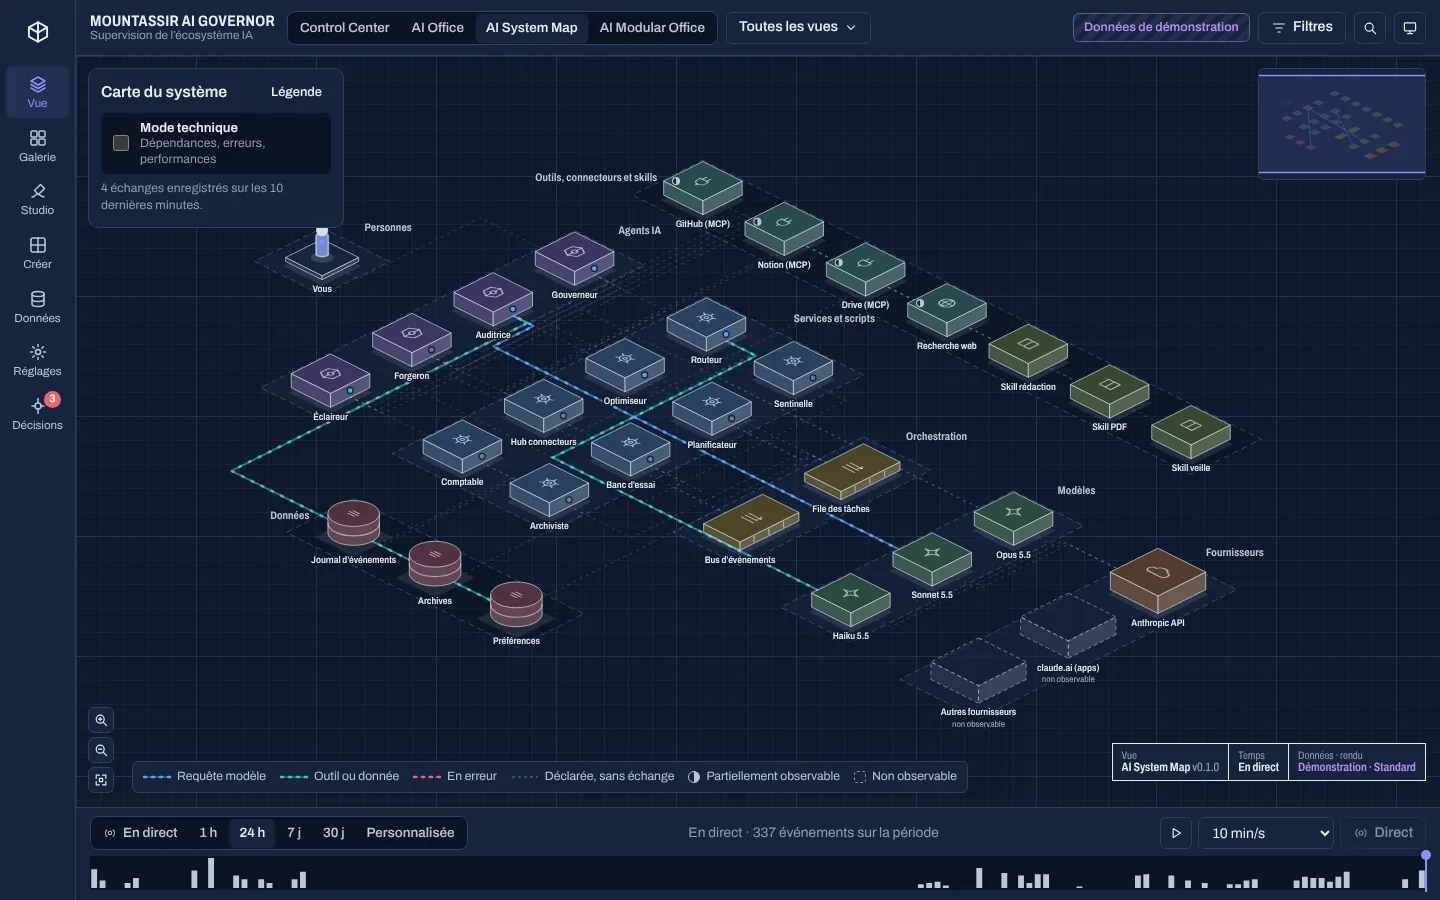 MOUNTASSIR AI GOVERNOR
Supervision de l'écosystème IA
Control Center
AI Office
AI System Map
AI Modular Office
Toutes les vues
Données de démonstration
Filtres
Vue
Galerie
Studio
Créer
Données
Réglages
3
Décisions
Carte du système
Légende
Mode technique
Dépendances, erreurs,
performances
4 échanges enregistrés sur les 10
dernières minutes.
Outils, connecteurs et skills
GitHub (MCP)
Notion (MCP)
Drive (MCP)
Recherche web
Skill rédaction
Skill PDF
Skill veille
Personnes
Vous
Agents IA
Gouverneur
Auditrice
Forgeron
Éclaireur
Services et scripts
Routeur
Sentinelle
Optimiseur
Planificateur
Hub connecteurs
Banc d'essai
Comptable
Archiviste
Orchestration
File des tâches
Bus d'événements
Données
Journal d'événements
Archives
Préférences
Modèles
Opus 5.5
Sonnet 5.5
Haiku 5.5
Fournisseurs
Anthropic API
claude.ai (apps)
non observable
Autres fournisseurs
non observable
Requête modèle
Outil ou donnée
En erreur
Déclarée, sans échange
Partiellement observable
Non observable
Vue
AI System Map v0.1.0
Temps
En direct
Données · rendu
Démonstration · Standard
En direct
1 h
24 h
7 j
30 j
Personnalisée
En direct · 337 événements sur la période
10 min/s
Direct